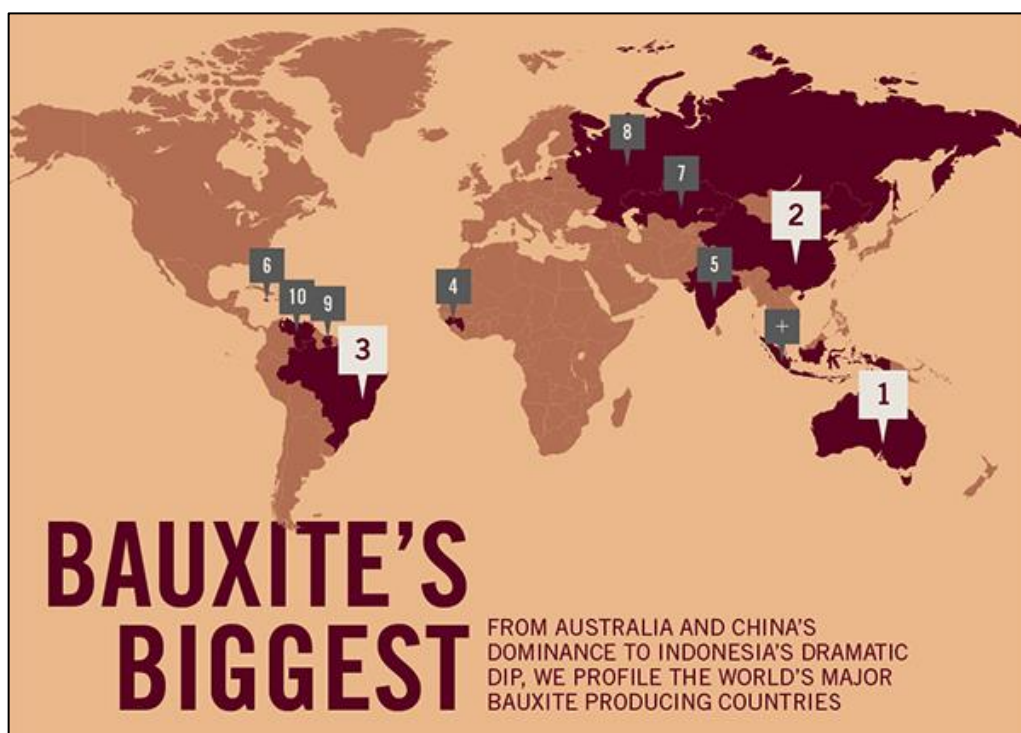 8
7
2
5
6
4
10
9
+
3
1
BAUXITE'S
BIGGEST
FROM AUSTRALIA AND CHINA'S
DOMINANCE TO INDONESIA'S DRAMATIC
DIP, WE PROFILE THE WORLD'S MAJOR
BAUXITE PRODUCING COUNTRIES